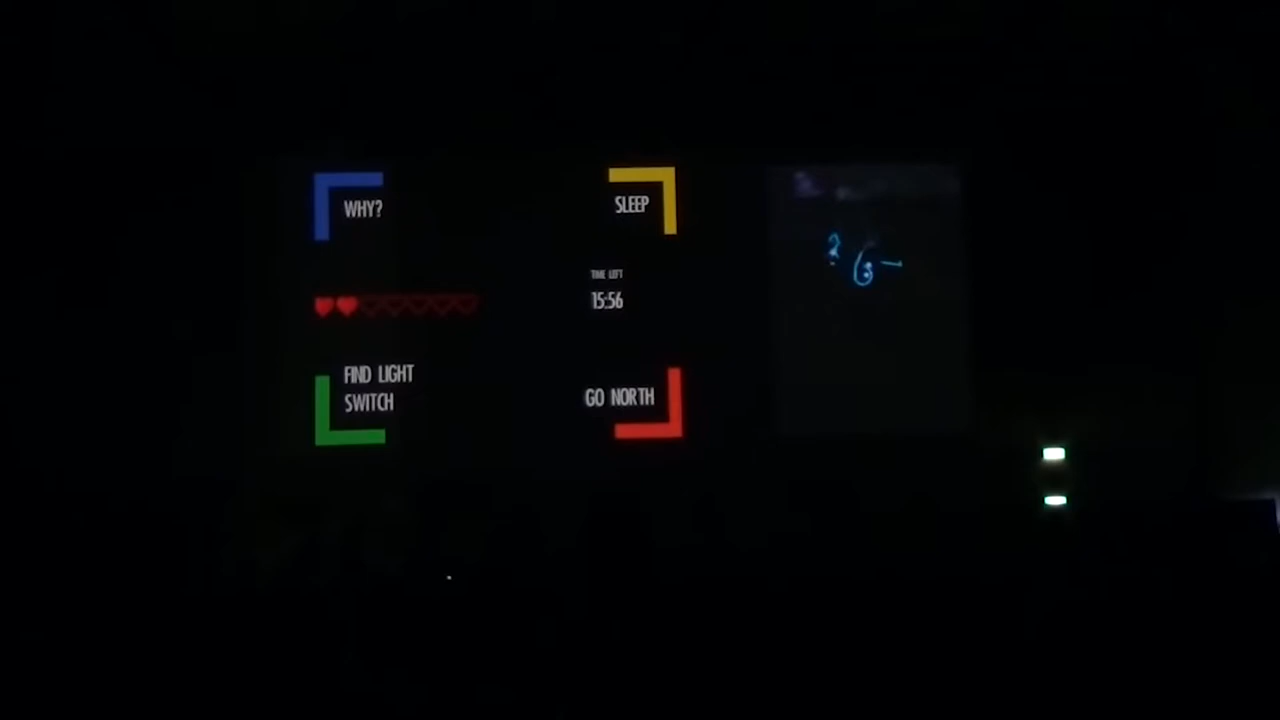 WHY?
SLEEP
TIME LEFT
15:56
FIND LIGHT
SWITCH
GO NORTH